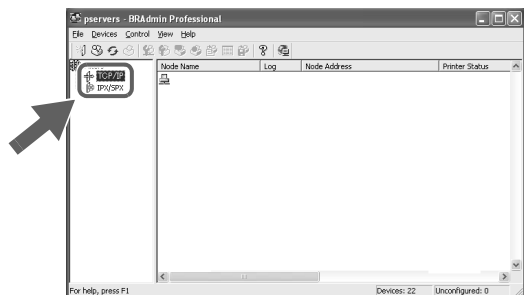 pservers - BRAdmin Professional
File Devices Control View Help
Node Name Log Node Address Printer Status
TCP/IP
IPX/SPX
For help, press F1 Devices: 22 Unconfigured: 0